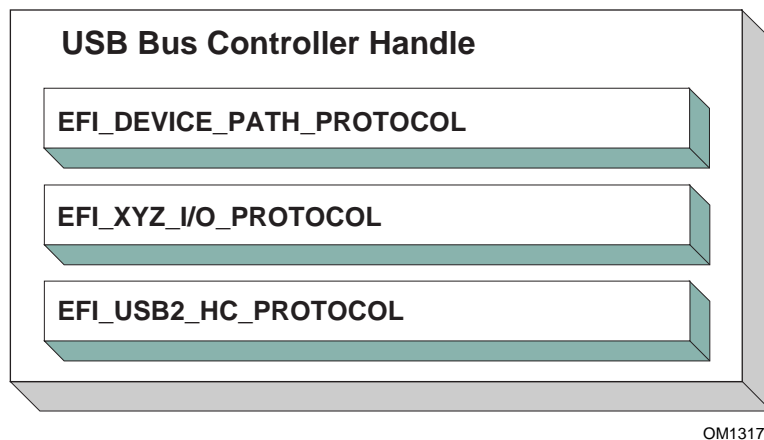 USB Bus Controller Handle
EFI_DEVICE_PATH_PROTOCOL
EFI_XYZ_I/O_PROTOCOL
EFI_USB2_HC_PROTOCOL
OM1317